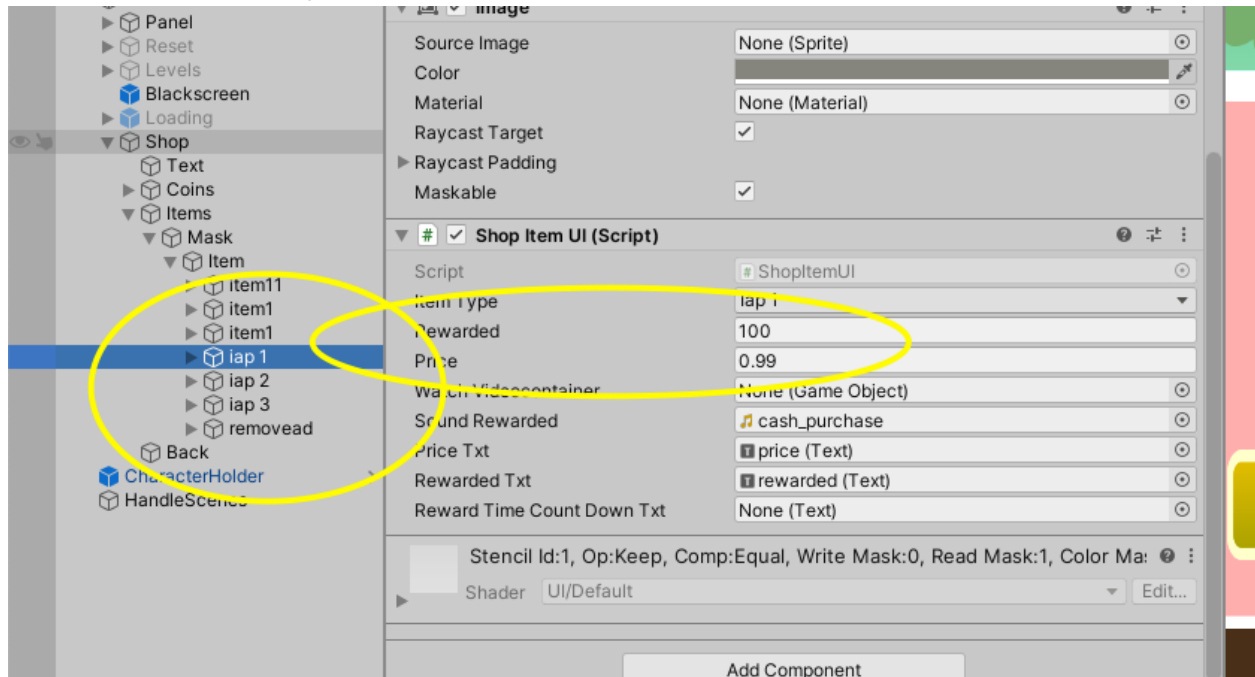 Image
Panel
Reset
Levels
Blackscreen
Loading
Shop
Text
Coins
Items
Mask
Item
item11
item1
item1
iap 1
iap 2
iap 3
removead
Back
CharacterHolder
HandleScenes
Source Image None (Sprite)
Color
Material None (Material)
Raycast Target
Raycast Padding
Maskable
# Shop Item UI (Script)
Script # ShopItemUI
Item Type Iap 1
Rewarded 100
Price 0.99
Watch Videocontainer None (Game Object)
Sound Rewarded cash_purchase
Price Txt price (Text)
Rewarded Txt rewarded (Text)
Reward Time Count Down Txt None (Text)
Stencil Id:1, Op:Keep, Comp:Equal, Write Mask:0, Read Mask:1, Color Ma
Shader UI/Default Edit...
Add Component